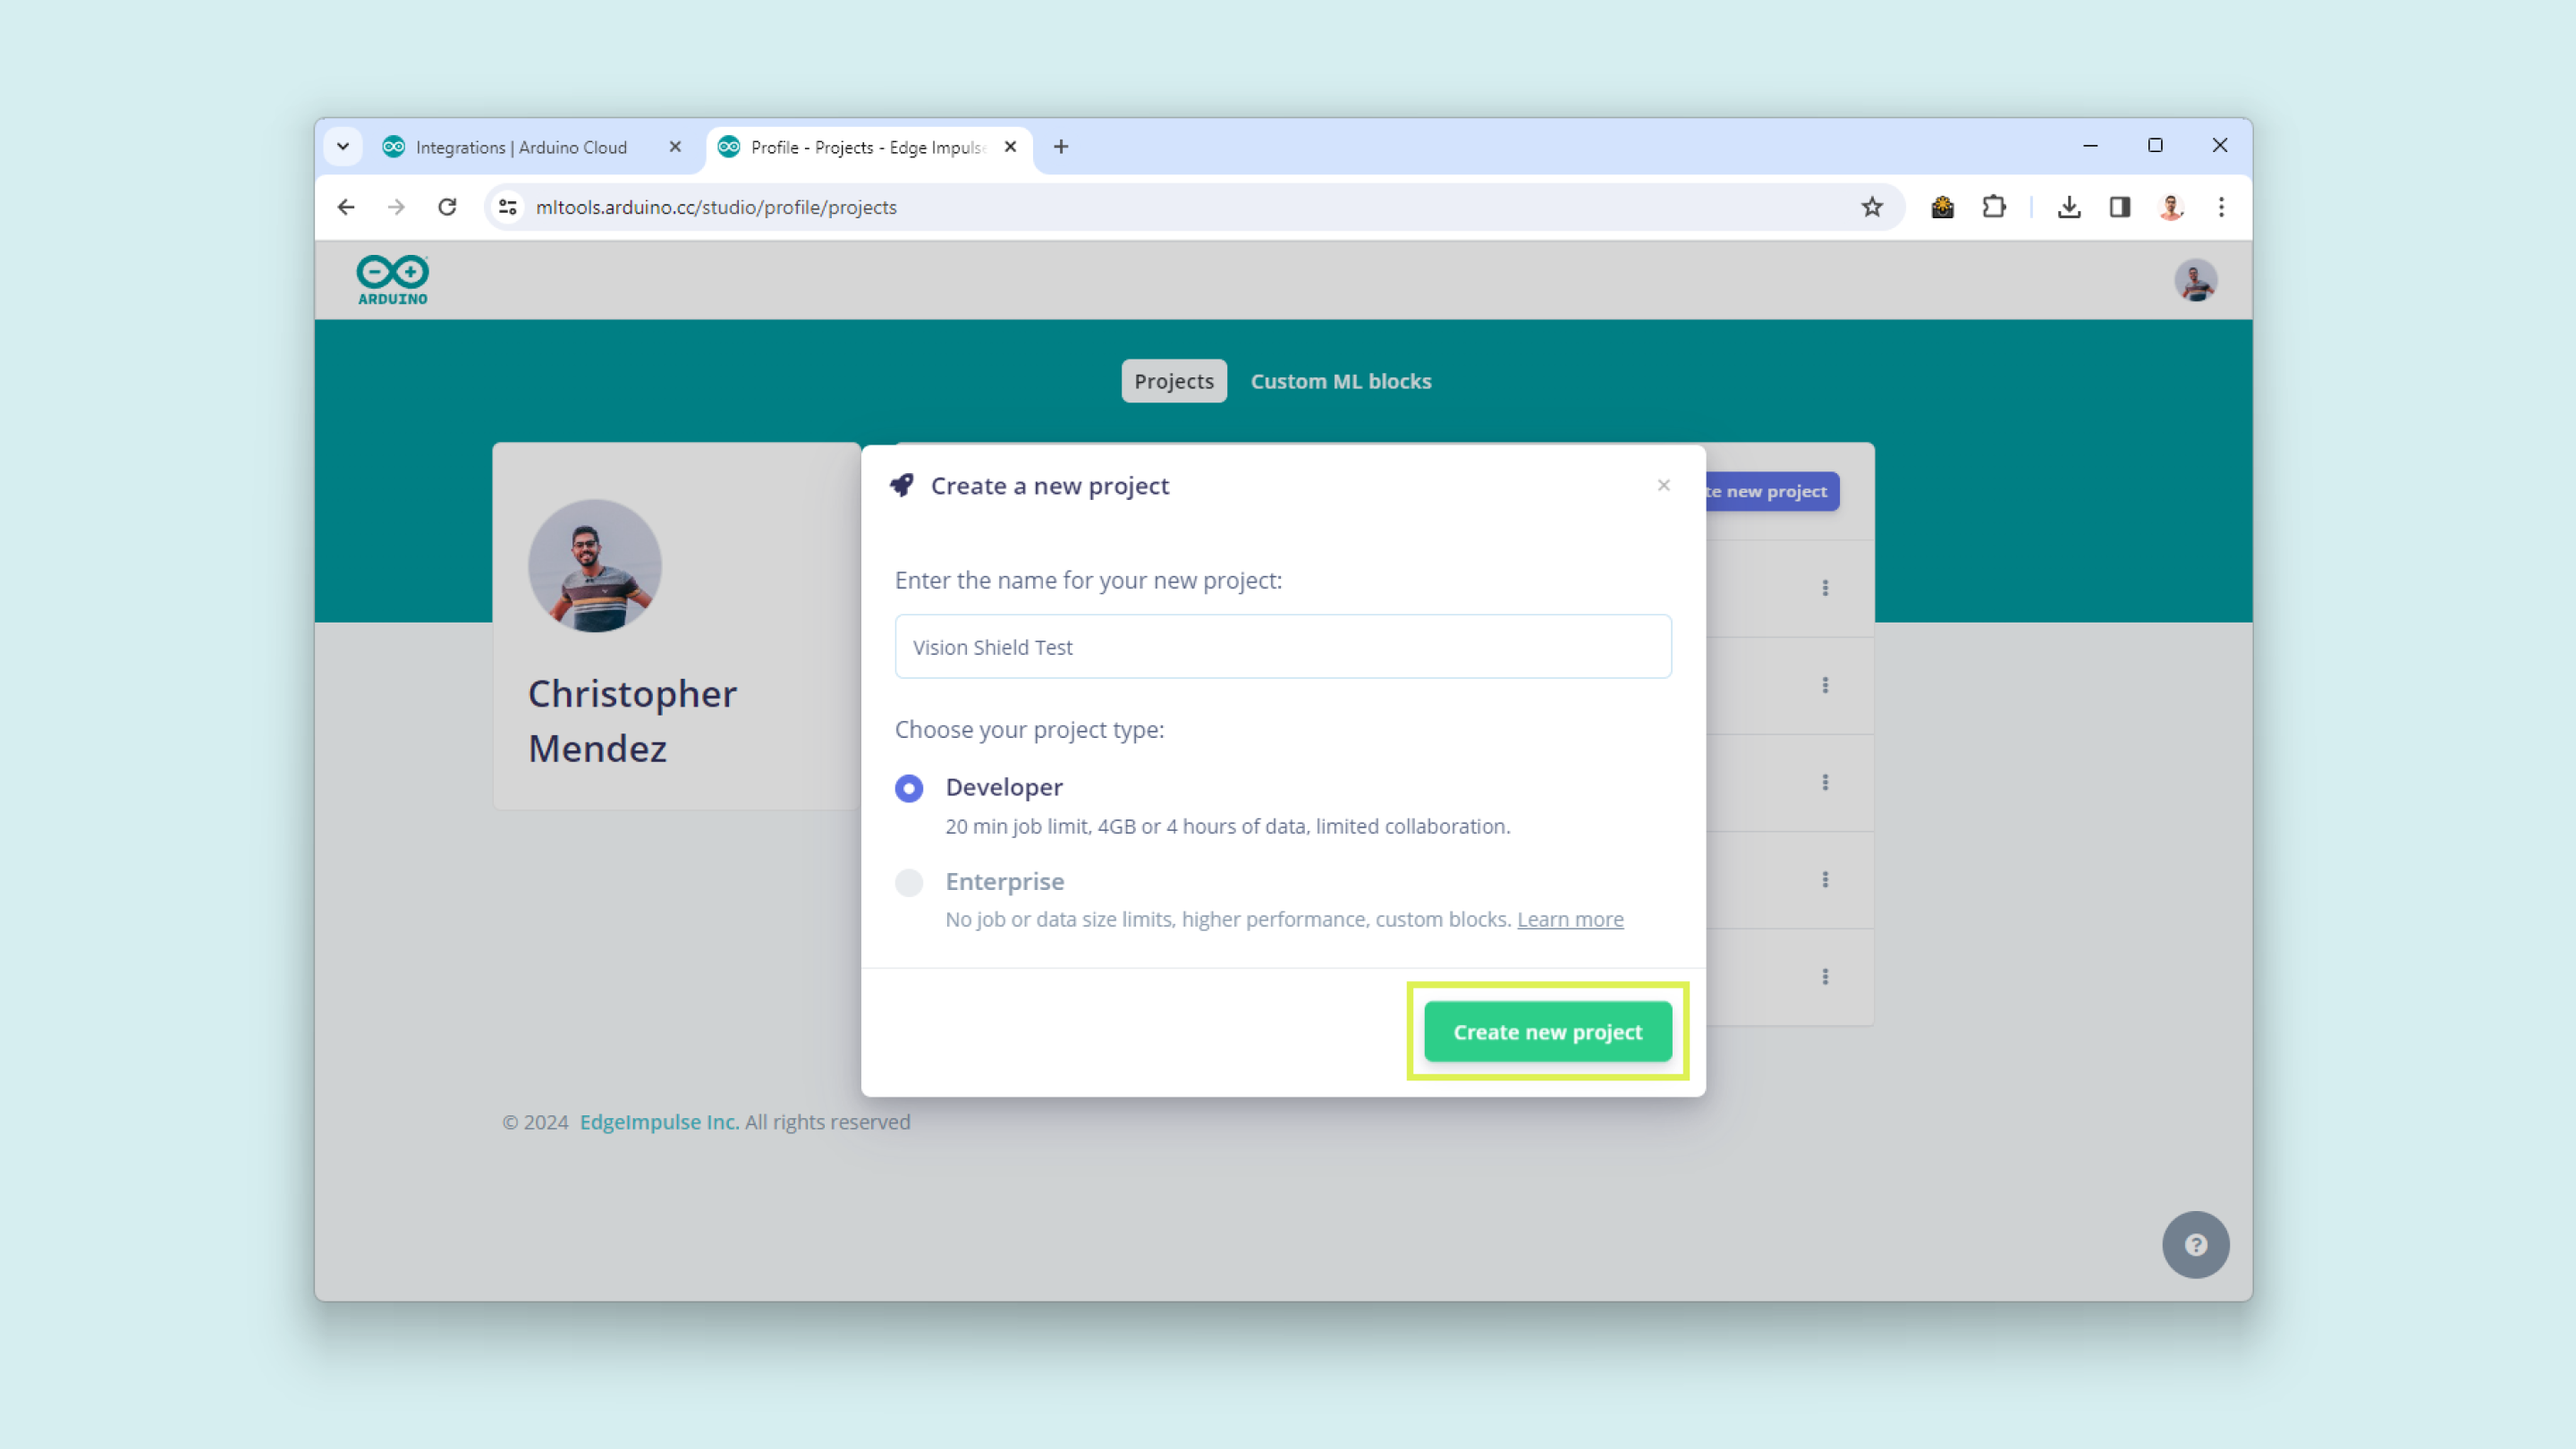 Integrations | Arduino Cloud
Profile - Projects - Edge Impulse
mltools.arduino.cc/studio/profile/projects
ARDUINO
Projects
Custom ML blocks
Create a new project
te new project
Enter the name for your new project:
Vision Shield Test
Christopher
Mendez
Choose your project type:
Developer
20 min job limit, 4GB or 4 hours of data, limited collaboration.
Enterprise
No job or data size limits, higher performance, custom blocks. Learn more
Create new project
© 2024 EdgeImpulse Inc. All rights reserved